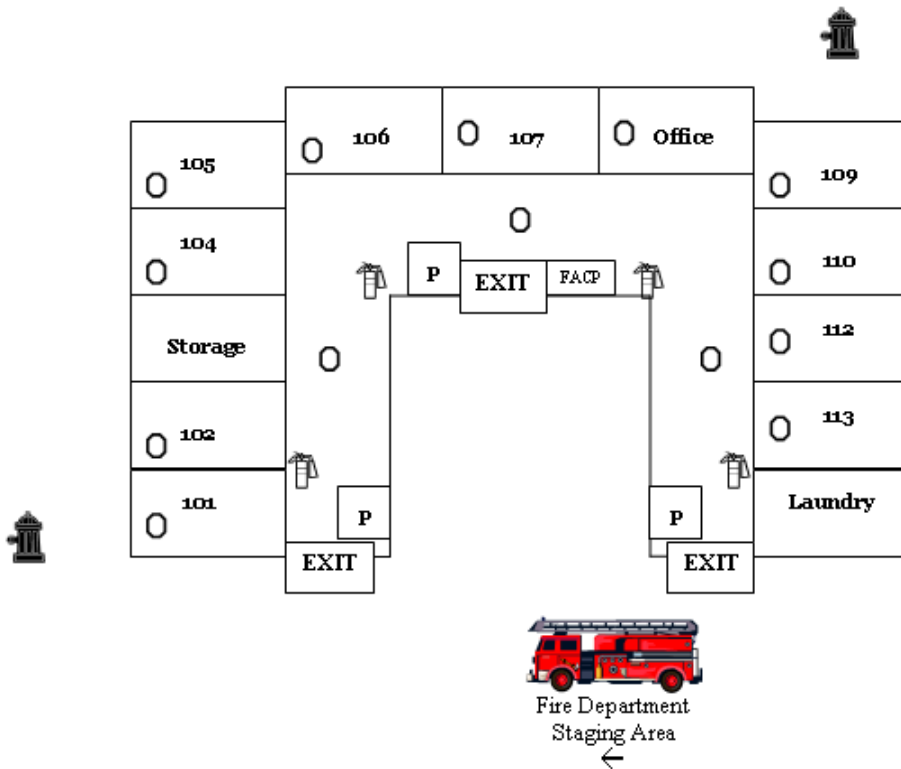 106
107
Office
105
109
104
110
P
EXIT
FACP
Storage
112
102
113
101
Laundry
P
P
EXIT
EXIT
Fire Department
Staging Area
←